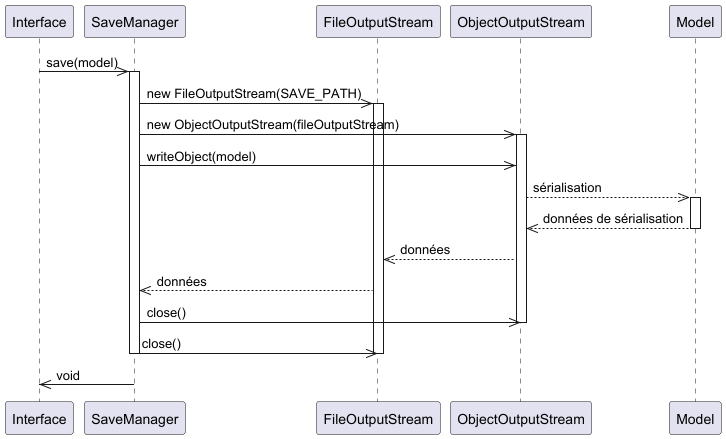 Interface SaveManager FileOutputStream ObjectOutputStream Model
save(model)
new FileOutputStream(SAVE_PATH)
new ObjectOutputStream(fileOutputStream)
writeObject(model)
sérialisation
données de sérialisation
données
données
close()
close()
void
Interface SaveManager FileOutputStream ObjectOutputStream Model